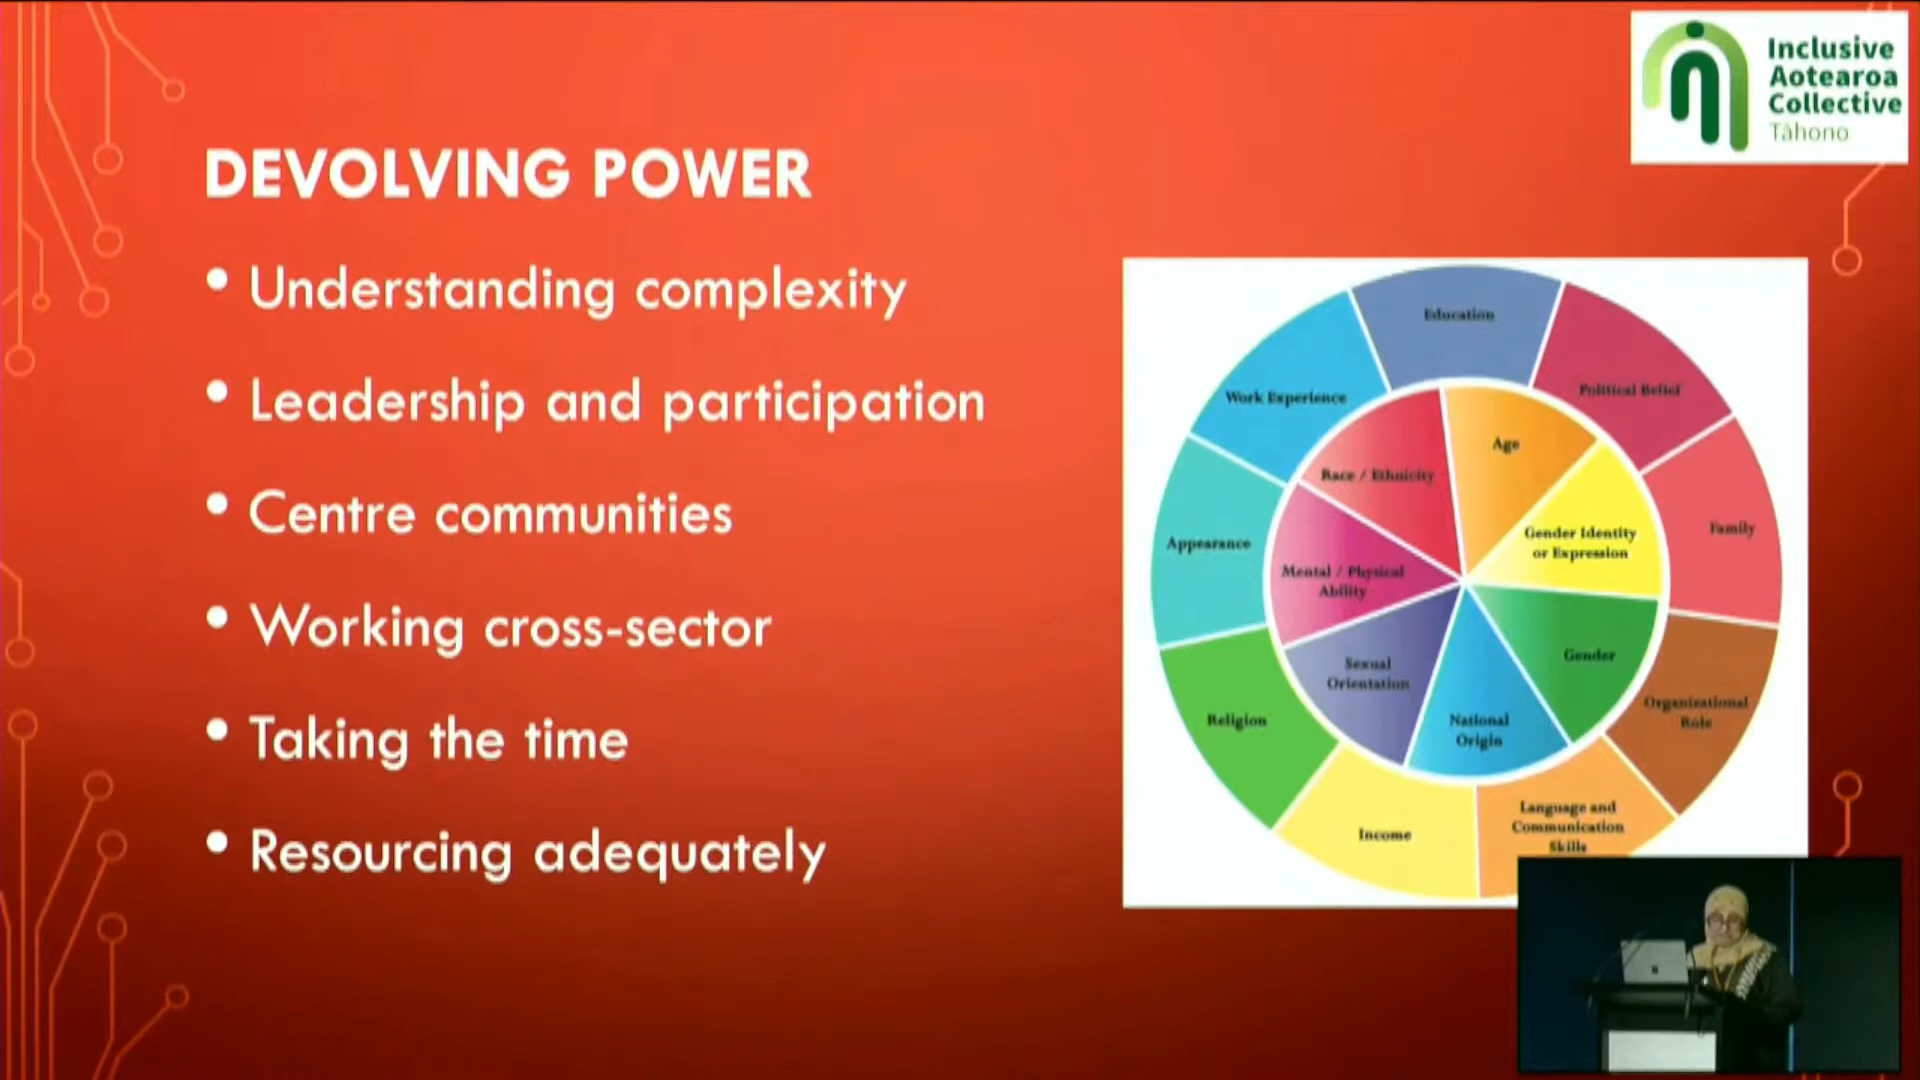 Inclusive
Aotearoa
Collective
Tāhono
DEVOLVING POWER
• Understanding complexity
• Leadership and participation
• Centre communities
• Working cross-sector
• Taking the time
• Resourcing adequately
Education
Political Belief
Family
Organizational
Role
Language and
Communication
Skills
Income
Religion
Appearance
Work Experience
Age
Gender Identity
or Expression
Gender
National
Origin
Sexual
Orientation
Mental / Physical
Ability
Race / Ethnicity